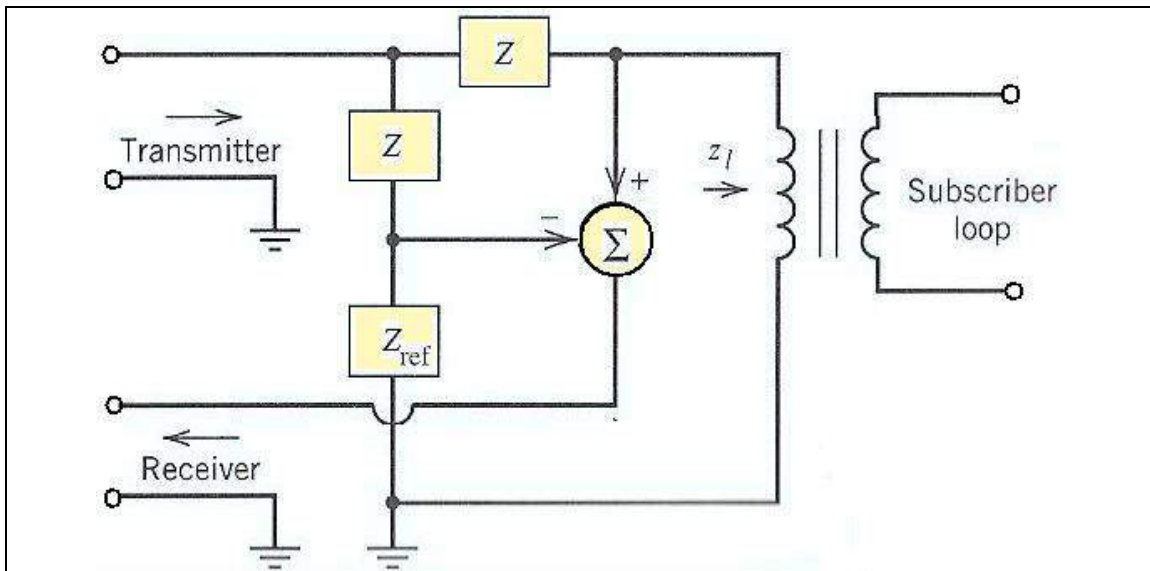 Z
Z
Transmitter
z_l
+
Subscriber
loop
−
Σ
Z_ref
Receiver